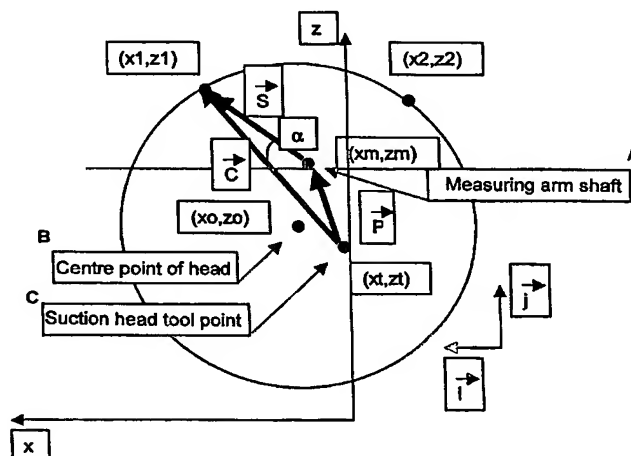 z
(x1,z1)
(x2,z2)
S
α
A
(xm,zm)
C
Measuring arm shaft
(xo,zo)
P
B
Centre point of head
C
(xt,zt)
Suction head tool point
j
i
x